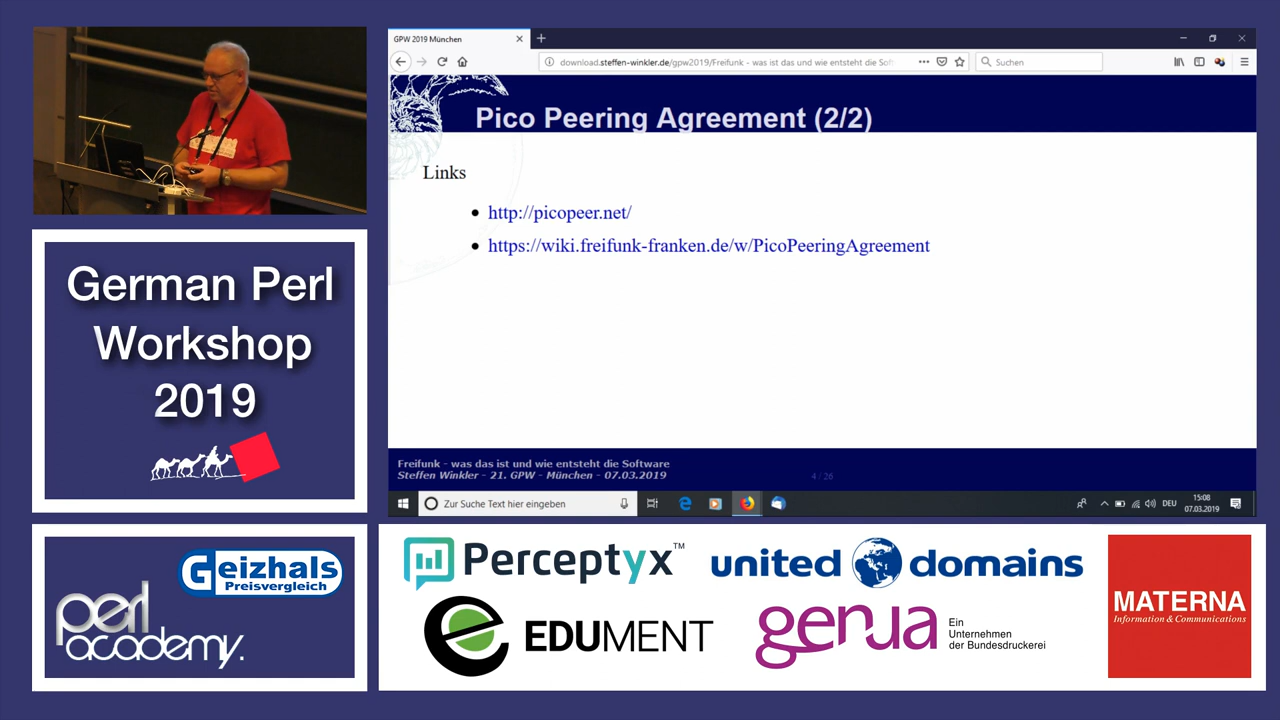 GPW 2019 München
download.steffen-winkler.de/gpw2019/Freifunk - was ist das und wie entsteht die Sof
Suchen
Pico Peering Agreement (2/2)
Links
http://picopeer.net/
https://wiki.freifunk-franken.de/w/PicoPeeringAgreement
Freifunk - was das ist und wie entsteht die Software
Steffen Winkler - 21. GPW - München - 07.03.2019
4 / 26
Zur Suche Text hier eingeben
DEU
15:08
07.03.2019
German Perl
Workshop
2019
Geizhals
Preisvergleich
perl
academy.
Perceptyx™
united domains
EDUMENT
genua
Ein
Unternehmen
der Bundesdruckerei
MATERNA
Information & Communications